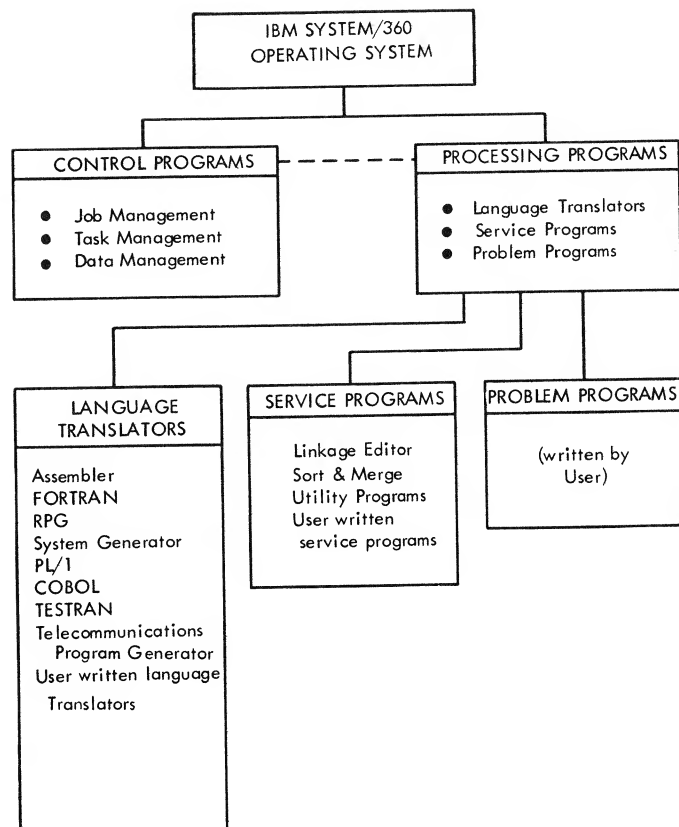 IBM SYSTEM/360
OPERATING SYSTEM
CONTROL PROGRAMS
● Job Management
● Task Management
● Data Management
PROCESSING PROGRAMS
● Language Translators
● Service Programs
● Problem Programs
LANGUAGE
TRANSLATORS
Assembler
FORTRAN
RPG
System Generator
PL/1
COBOL
TESTRAN
Telecommunications
Program Generator
User written language
Translators
SERVICE PROGRAMS
Linkage Editor
Sort & Merge
Utility Programs
User written
service programs
PROBLEM PROGRAMS
(written by
User)